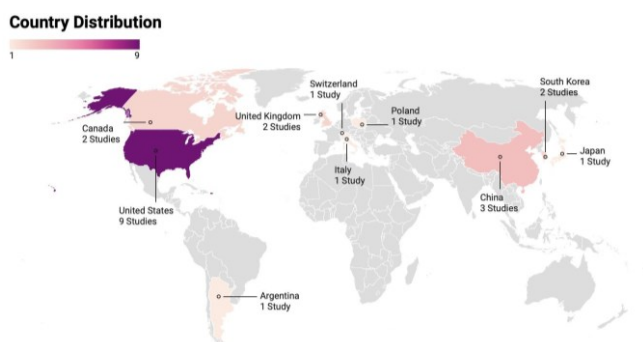 Country Distribution
1
9
Switzerland
1 Study
South Korea
2 Studies
United Kingdom
2 Studies
Poland
1 Study
Canada
2 Studies
Japan
1 Study
Italy
1 Study
China
3 Studies
United States
9 Studies
Argentina
1 Study